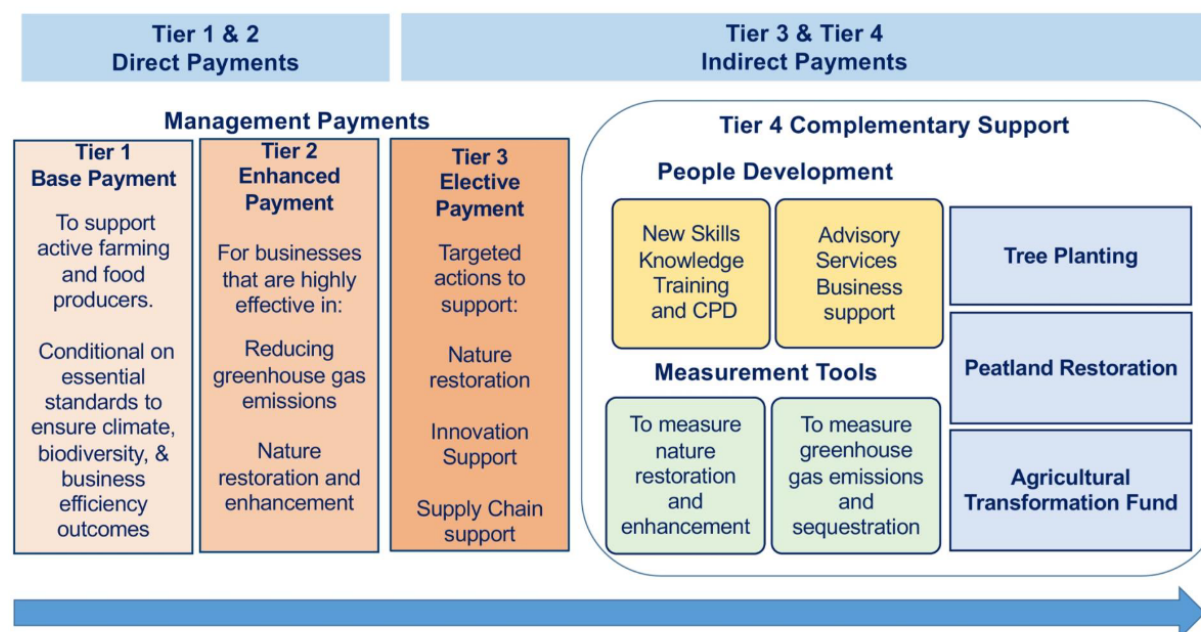 Tier 1 & 2
Direct Payments
Tier 3 & Tier 4
Indirect Payments
Management Payments
Tier 1
Base Payment
To support
active farming
and food
producers.
Conditional on
essential
standards to
ensure climate,
biodiversity, &
business
efficiency
outcomes
Tier 2
Enhanced
Payment
For businesses
that are highly
effective in:
Reducing
greenhouse gas
emissions
Nature
restoration and
enhancement
Tier 3
Elective
Payment
Targeted
actions to
support:
Nature
restoration
Innovation
Support
Supply Chain
support
Tier 4 Complementary Support
People Development
New Skills
Knowledge
Training
and CPD
Advisory
Services
Business
support
Measurement Tools
To measure
nature
restoration
and
enhancement
To measure
greenhouse
gas emissions
and
sequestration
Tree Planting
Peatland Restoration
Agricultural
Transformation Fund